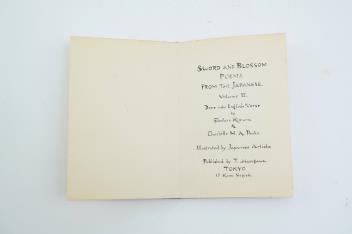 SWORD AND BLOSSOM
POEMS
FROM THE JAPANESE.
Volume II.
Done into English Verse
by
Shotaro Kimura
&
Charlotte M. A. Peake
Illustrated by Japanese Artists
Published by T. Hasegawa
TOKYO
17 Kami Negishi